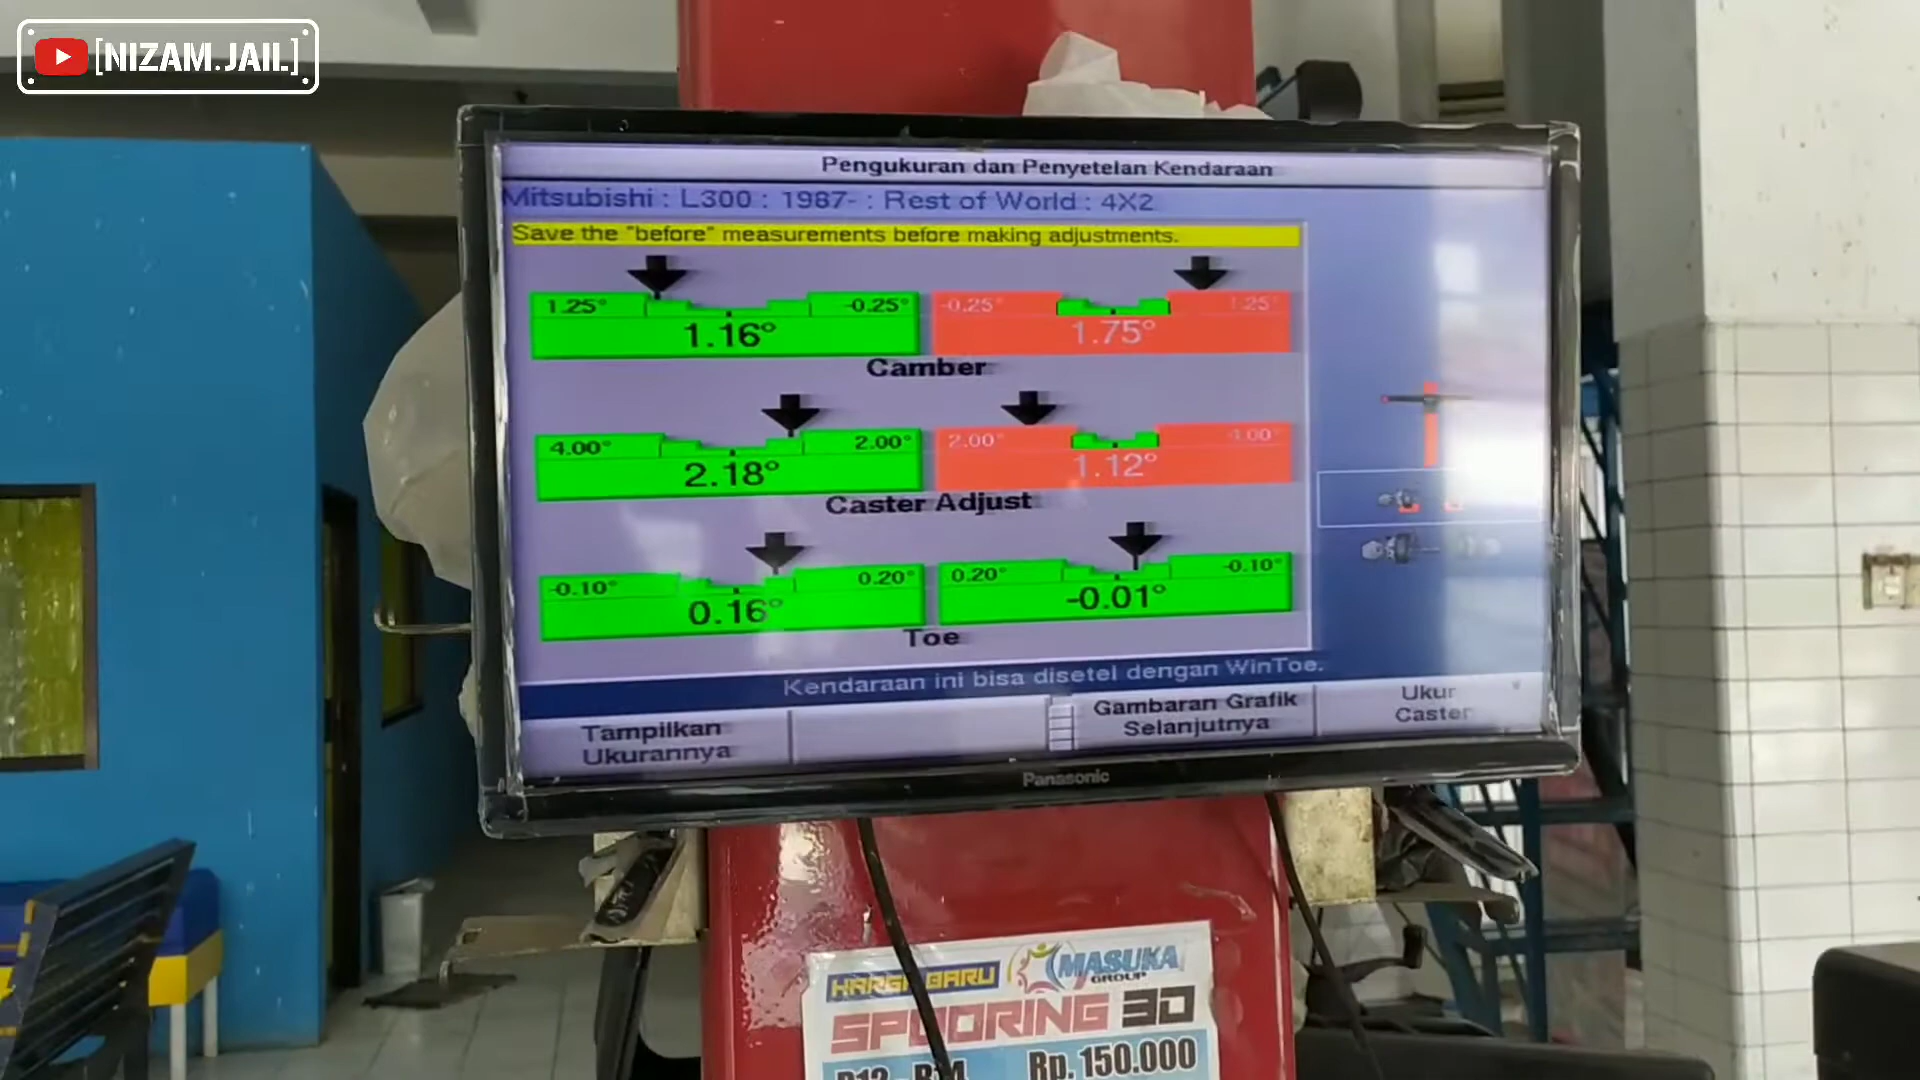 [NIZAM.JAIL]
Pengukuran dan Penyetelan Kendaraan
Mitsubishi : L300 : 1987- : Rest of World : 4X2
Save the "before" measurements before making adjustments.
1.25° -0.25° -0.25° 1.25°
1.16° 1.75°
Camber
4.00° 2.00° 2.00° 4.00°
2.18° 1.12°
Caster Adjust
-0.10° 0.20° 0.20° -0.10°
0.16° -0.01°
Toe
Kendaraan ini bisa disetel dengan WinToe.
Tampilkan Ukurannya
Gambaran Grafik Selanjutnya
Ukur Caster
Panasonic
HARGA BARU
MASUKA GROUP
SPOORING 3D
R13 - R14 Rp. 150.000